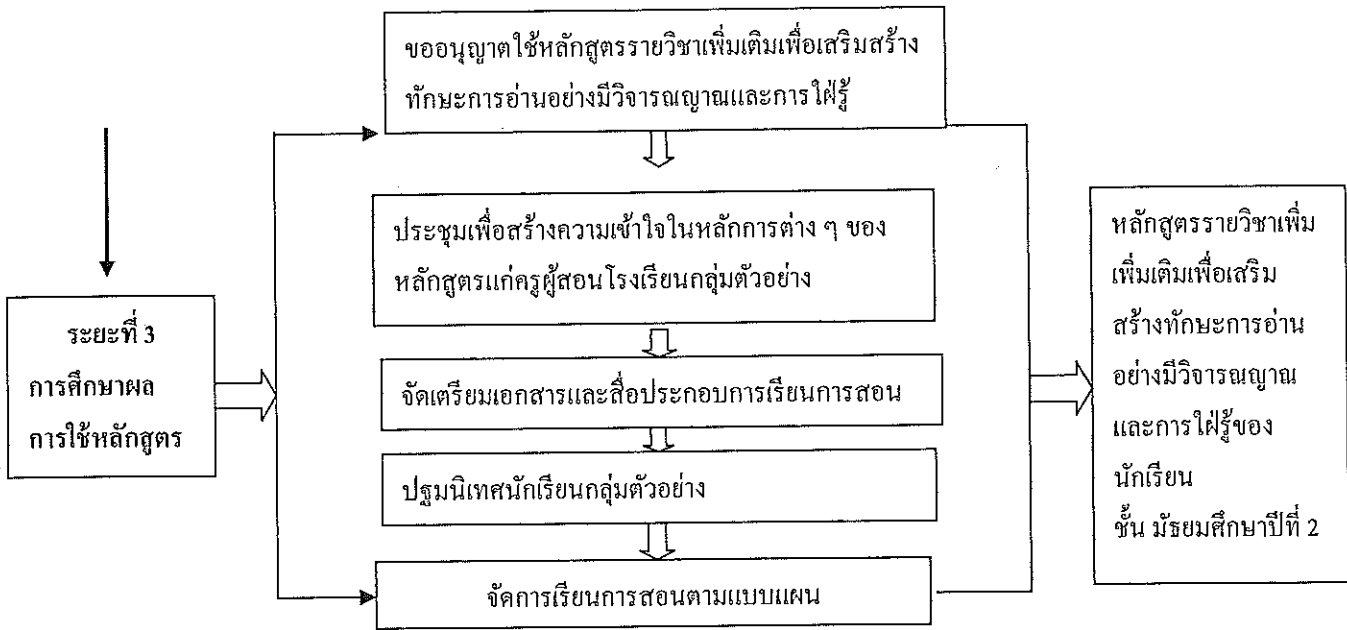 ขออนุญาตใช้หลักสูตรรายวิชาเพิ่มเติมเพื่อเสริมสร้าง
ทักษะการอ่านอย่างมีวิจารณญาณและการใฝ่รู้
ประชุมเพื่อสร้างความเข้าใจในหลักการต่าง ๆ ของ
หลักสูตรแก่ครูผู้สอนโรงเรียนกลุ่มตัวอย่าง
ระยะที่ 3
การศึกษาผล
การใช้หลักสูตร
จัดเตรียมเอกสารและสื่อประกอบการเรียนการสอน
ปฐมนิเทศนักเรียนกลุ่มตัวอย่าง
จัดการเรียนการสอนตามแบบแผน
หลักสูตรรายวิชาเพิ่ม
เพิ่มเติมเพื่อเสริม
สร้างทักษะการอ่าน
อย่างมีวิจารณญาณ
และการใฝ่รู้ของ
นักเรียน
ชั้น มัธยมศึกษาปีที่ 2